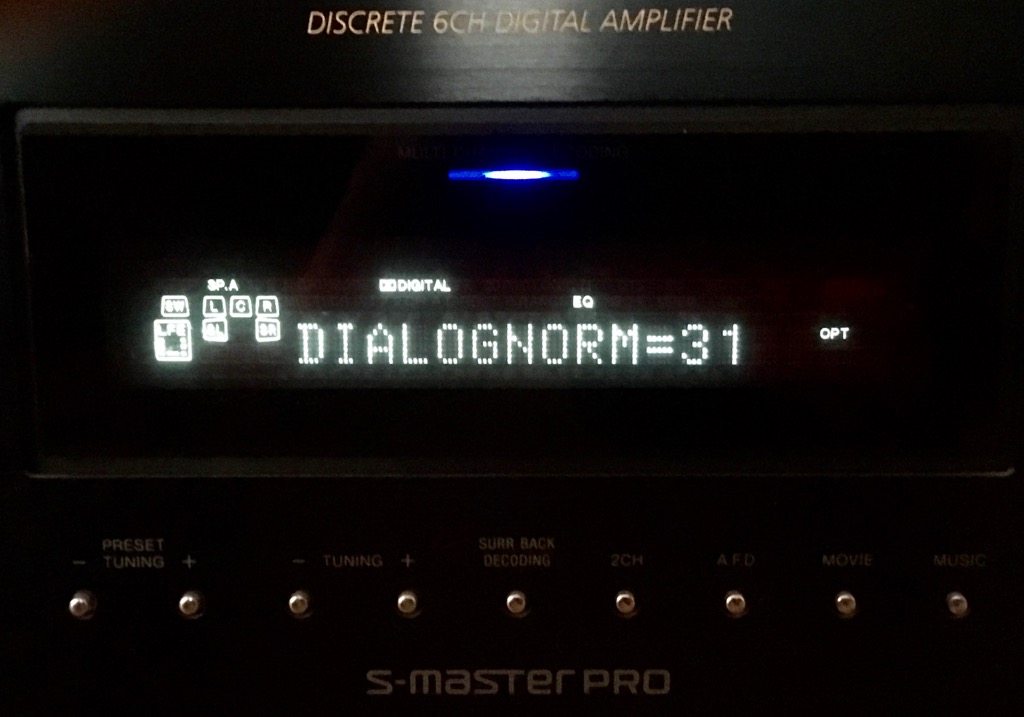 DISCRETE 6CH DIGITAL AMPLIFIER
MULTI
SP.A
DIGITAL
SW L C R
EQ
LFE SL SR
DIALOGNORM=31
OPT
PRESET
- TUNING +
- TUNING +
SURR BACK
DECODING
2CH
A.F.D
MOVIE
MUSIC
S-master PRO